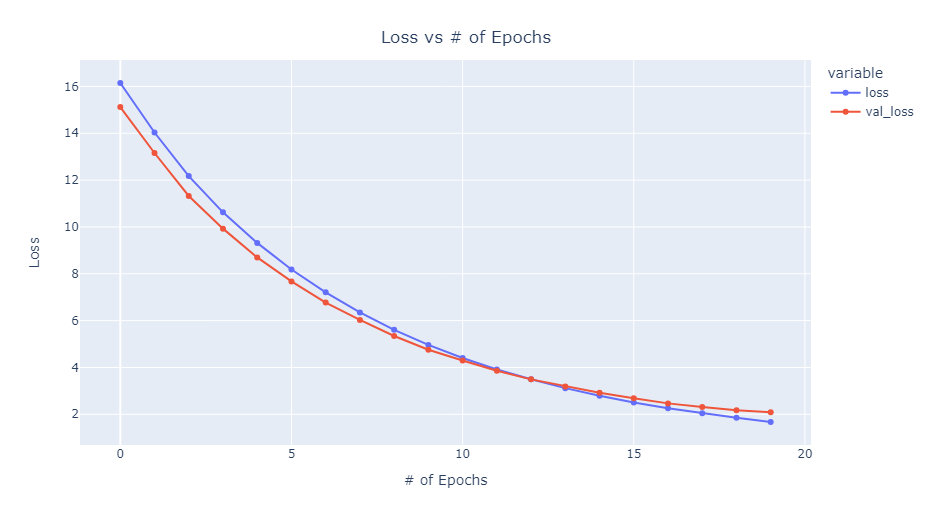 Loss vs # of Epochs
variable
loss
val_loss
16
14
12
10
8
6
4
2
Loss
0
5
10
15
20
# of Epochs